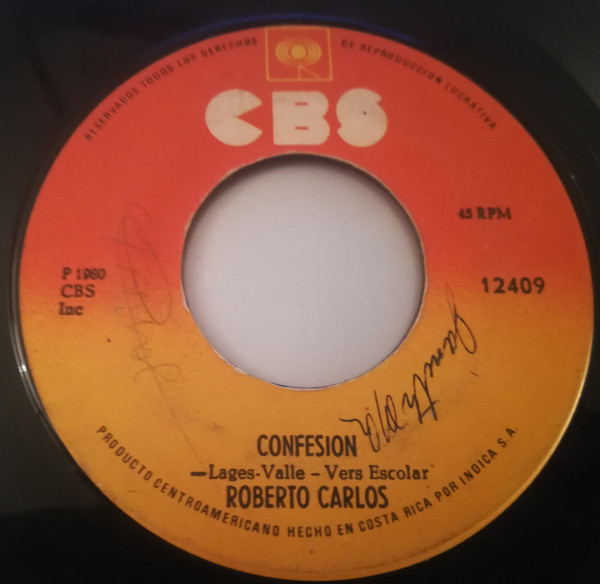 RESERVADOS TODOS LOS DERECHOS DE REPRODUCCION LUCRATIVA
CBS
45 RPM
P 1980
CBS
Inc
12409
CONFESION
—Lages-Valle – Vers Escolar
ROBERTO CARLOS
PRODUCTO CENTROAMERICANO HECHO EN COSTA RICA POR INDICA S.A.